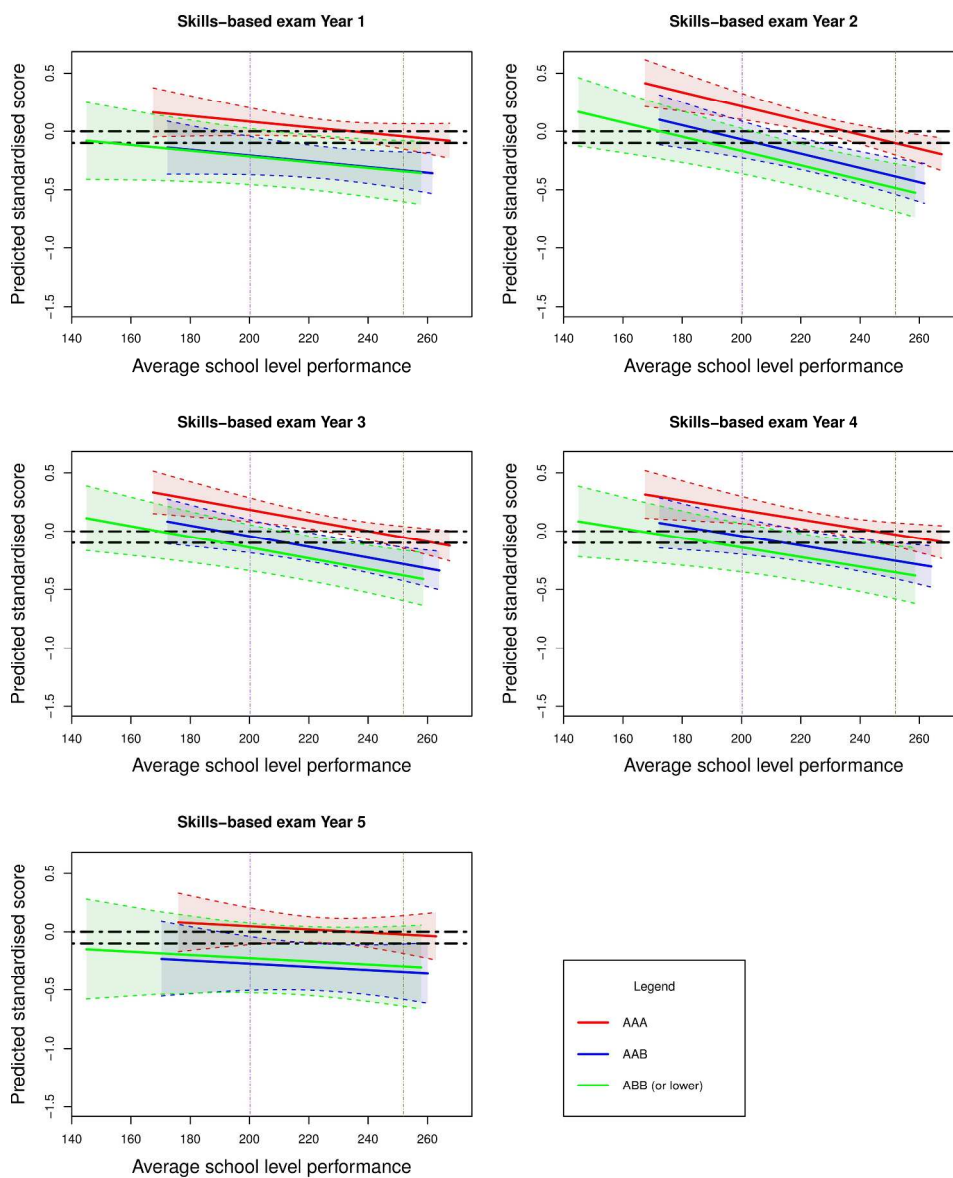 Skills-based exam Year 1
Predicted standardised score
0.5
0.0
-0.5
-1.0
-1.5
140 160 180 200 220 240 260
Average school level performance
Skills-based exam Year 2
Predicted standardised score
0.5
0.0
-0.5
-1.0
-1.5
140 160 180 200 220 240 260
Average school level performance
Skills-based exam Year 3
Predicted standardised score
0.5
0.0
-0.5
-1.0
-1.5
140 160 180 200 220 240 260
Average school level performance
Skills-based exam Year 4
Predicted standardised score
0.5
0.0
-0.5
-1.0
-1.5
140 160 180 200 220 240 260
Average school level performance
Skills-based exam Year 5
Predicted standardised score
0.5
0.0
-0.5
-1.0
-1.5
140 160 180 200 220 240 260
Average school level performance
Legend
AAA
AAB
ABB (or lower)